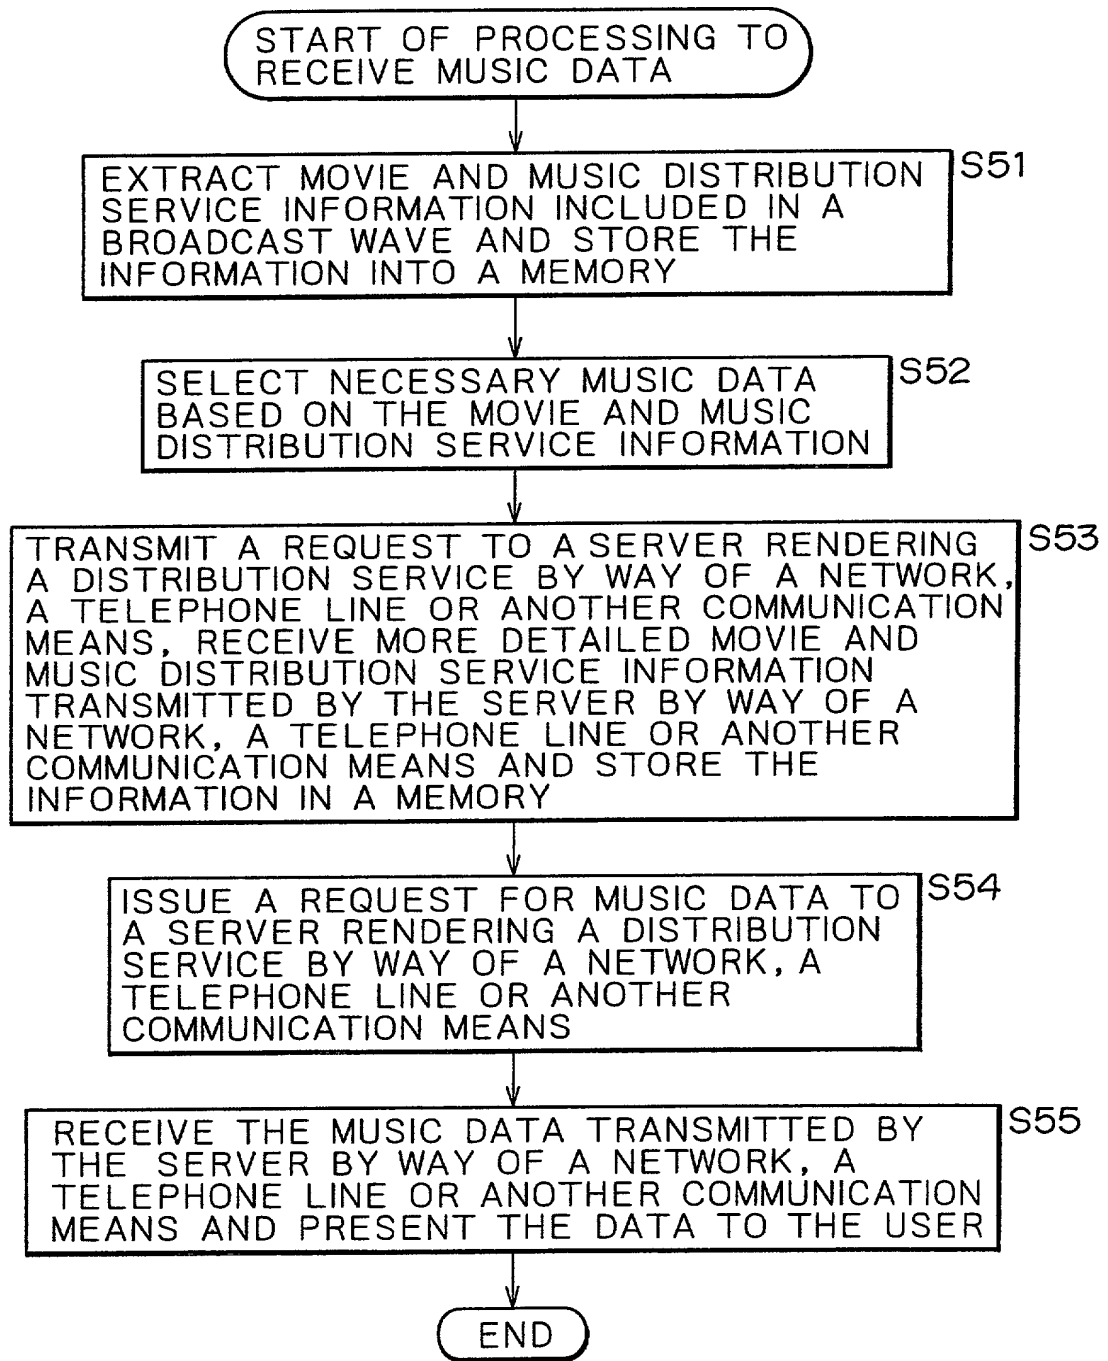 START OF PROCESSING TO
RECEIVE MUSIC DATA
S51
EXTRACT MOVIE AND MUSIC DISTRIBUTION
SERVICE INFORMATION INCLUDED IN A
BROADCAST WAVE AND STORE THE
INFORMATION INTO A MEMORY
S52
SELECT NECESSARY MUSIC DATA
BASED ON THE MOVIE AND MUSIC
DISTRIBUTION SERVICE INFORMATION
S53
TRANSMIT A REQUEST TO A SERVER RENDERING
A DISTRIBUTION SERVICE BY WAY OF A NETWORK,
A TELEPHONE LINE OR ANOTHER COMMUNICATION
MEANS, RECEIVE MORE DETAILED MOVIE AND
MUSIC DISTRIBUTION SERVICE INFORMATION
TRANSMITTED BY THE SERVER BY WAY OF A
NETWORK, A TELEPHONE LINE OR ANOTHER
COMMUNICATION MEANS AND STORE THE
INFORMATION IN A MEMORY
S54
ISSUE A REQUEST FOR MUSIC DATA TO
A SERVER RENDERING A DISTRIBUTION
SERVICE BY WAY OF A NETWORK, A
TELEPHONE LINE OR ANOTHER
COMMUNICATION MEANS
S55
RECEIVE THE MUSIC DATA TRANSMITTED BY
THE SERVER BY WAY OF A NETWORK, A
TELEPHONE LINE OR ANOTHER COMMUNICATION
MEANS AND PRESENT THE DATA TO THE USER
END